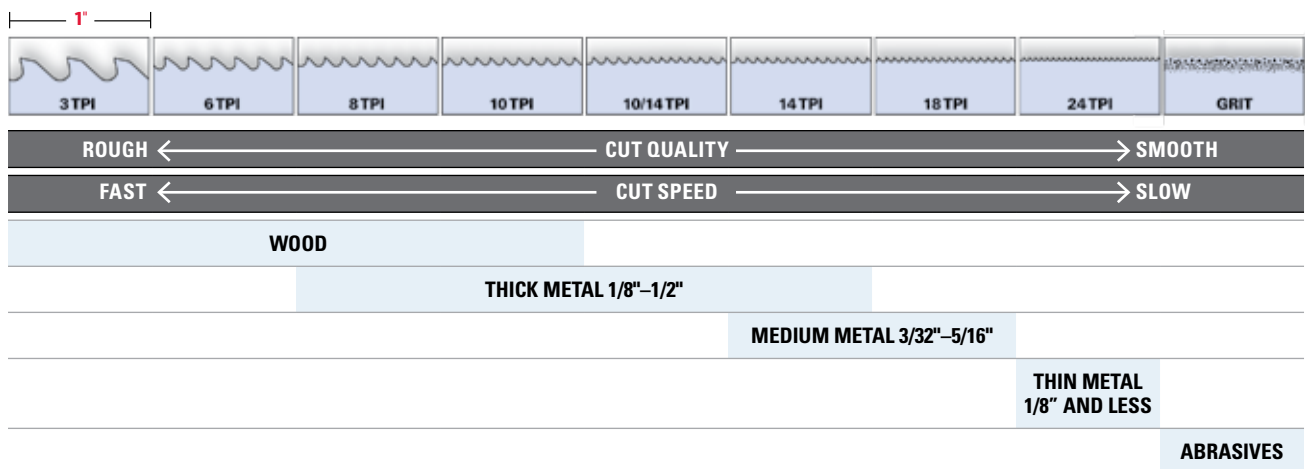 1"
3 TPI
6 TPI
8 TPI
10 TPI
10/14 TPI
14 TPI
18 TPI
24 TPI
GRIT
ROUGH CUT QUALITY SMOOTH
FAST CUT SPEED SLOW
WOOD
THICK METAL 1/8"–1/2"
MEDIUM METAL 3/32"–5/16"
THIN METAL
1/8” AND LESS
ABRASIVES